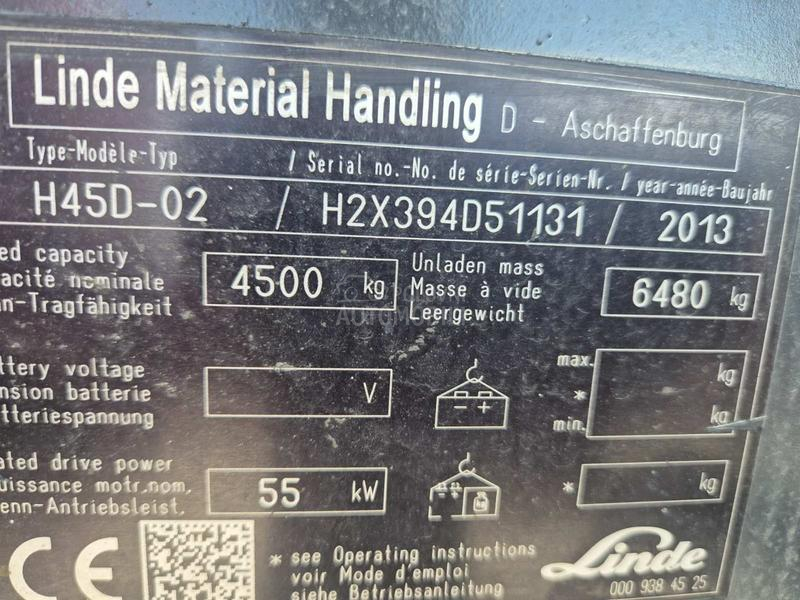 Linde Material Handling D - Aschaffenburg
Type-Modèle-Typ / Serial no.-No. de série-Serien-Nr. / year-année-Baujahr
H45D-02 / H2X394D51131 / 2013
ed capacity
acité nominale
n-Tragfähigkeit
4500 kg
Unladen mass
Masse à vide
Leergewicht
6480 kg
ttery voltage
nsion batterie
tteriespannung
V
- +
max. kg
*
min. kg
ated drive power
uissance motr.nom.
enn-Antriebsleist.
55 kW
* kg
CE
* see Operating instructions
voir Mode d'emploi
siehe Betriebsanleitung
Linde
000 938 45 25